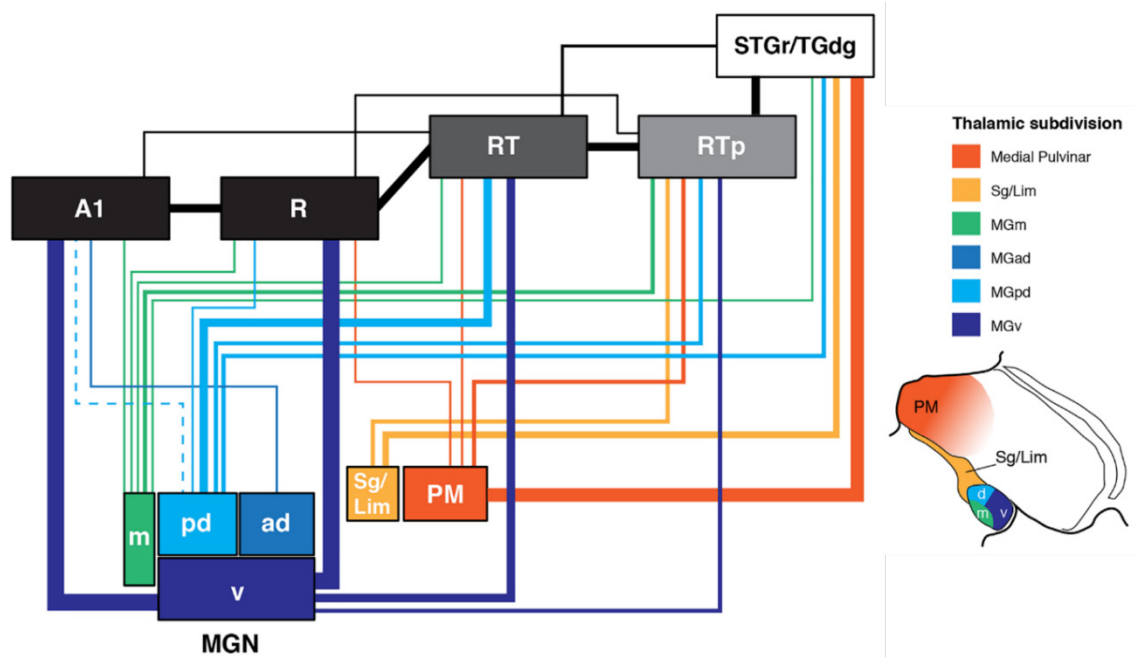 STGr/TGdg
RT
RTp
A1
R
Thalamic subdivision
Medial Pulvinar
Sg/Lim
MGm
MGad
MGpd
MGv
Sg/
Lim
PM
m
pd
ad
v
MGN
PM
Sg/Lim
d
m
v